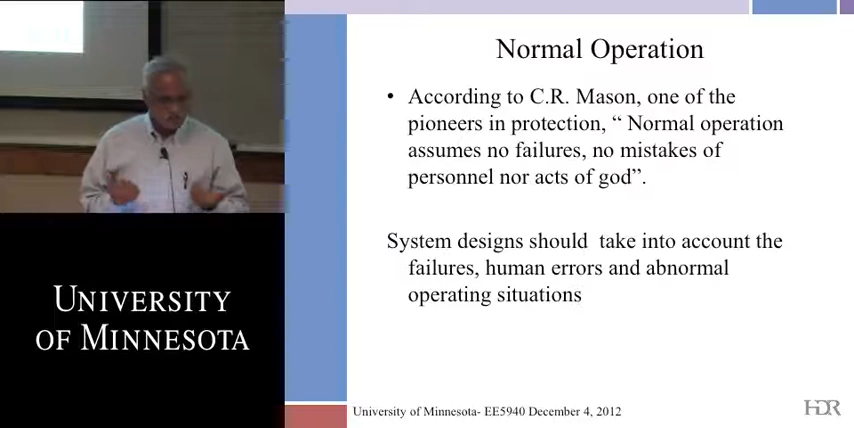 Normal Operation
• According to C.R. Mason, one of the
pioneers in protection, “ Normal operation
assumes no failures, no mistakes of
personnel nor acts of god”.
System designs should  take into account the
failures, human errors and abnormal
operating situations
UNIVERSITY
OF MINNESOTA
University of Minnesota- EE5940 December 4, 2012
HDR